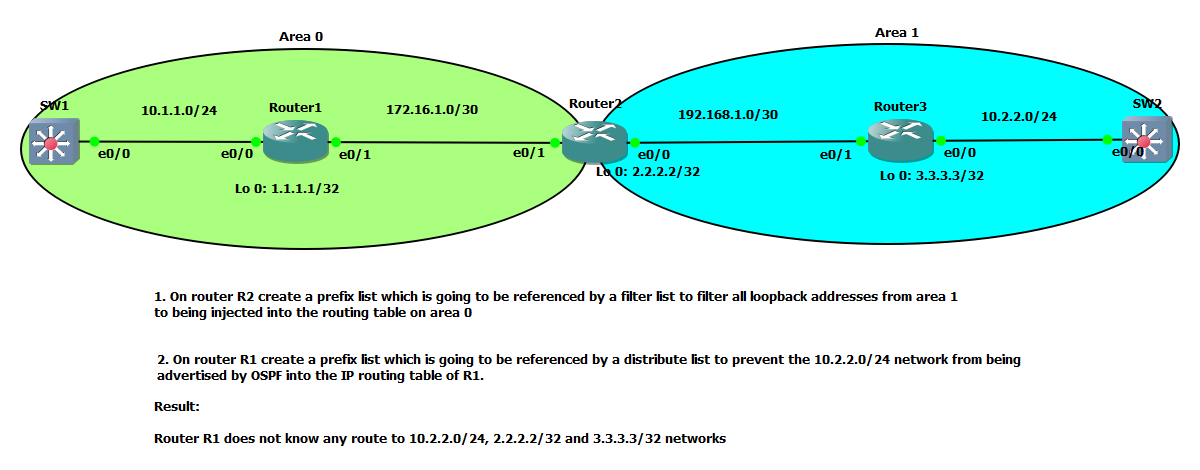 Area 0
Area 1
SW1
10.1.1.0/24
Router1
172.16.1.0/30
Router2
192.168.1.0/30
Router3
10.2.2.0/24
SW2
e0/0
e0/0
e0/1
e0/1
e0/0
e0/1
e0/0
e0/0
Lo 0: 1.1.1.1/32
Lo 0: 2.2.2.2/32
Lo 0: 3.3.3.3/32
1. On router R2 create a prefix list which is going to be referenced by a filter list to filter all loopback addresses from area 1
to being injected into the routing table on area 0
2. On router R1 create a prefix list which is going to be referenced by a distribute list to prevent the 10.2.2.0/24 network from being
advertised by OSPF into the IP routing table of R1.
Result:
Router R1 does not know any route to 10.2.2.0/24, 2.2.2.2/32 and 3.3.3.3/32 networks